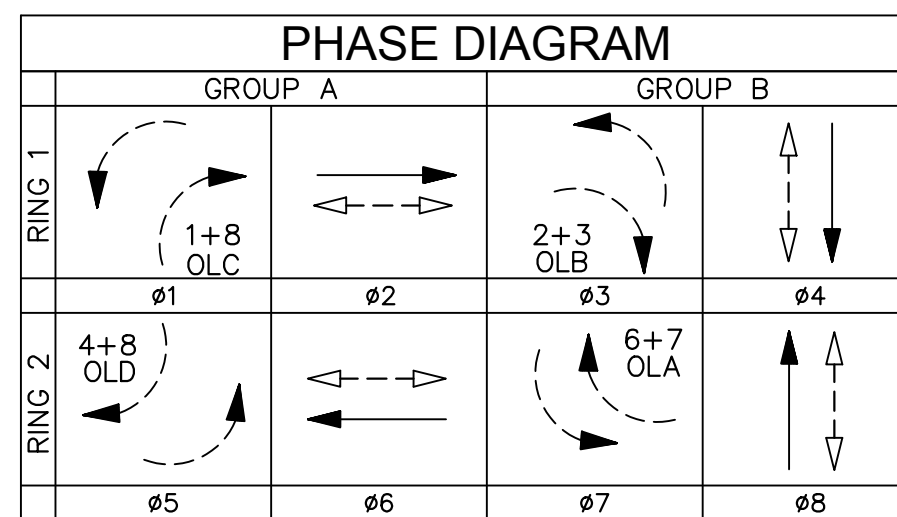 PHASE DIAGRAM
GROUP A
GROUP B
RING 1
1+8
OLC
2+3
OLB
ø1
ø2
ø3
ø4
RING 2
4+8
OLD
6+7
OLA
ø5
ø6
ø7
ø8